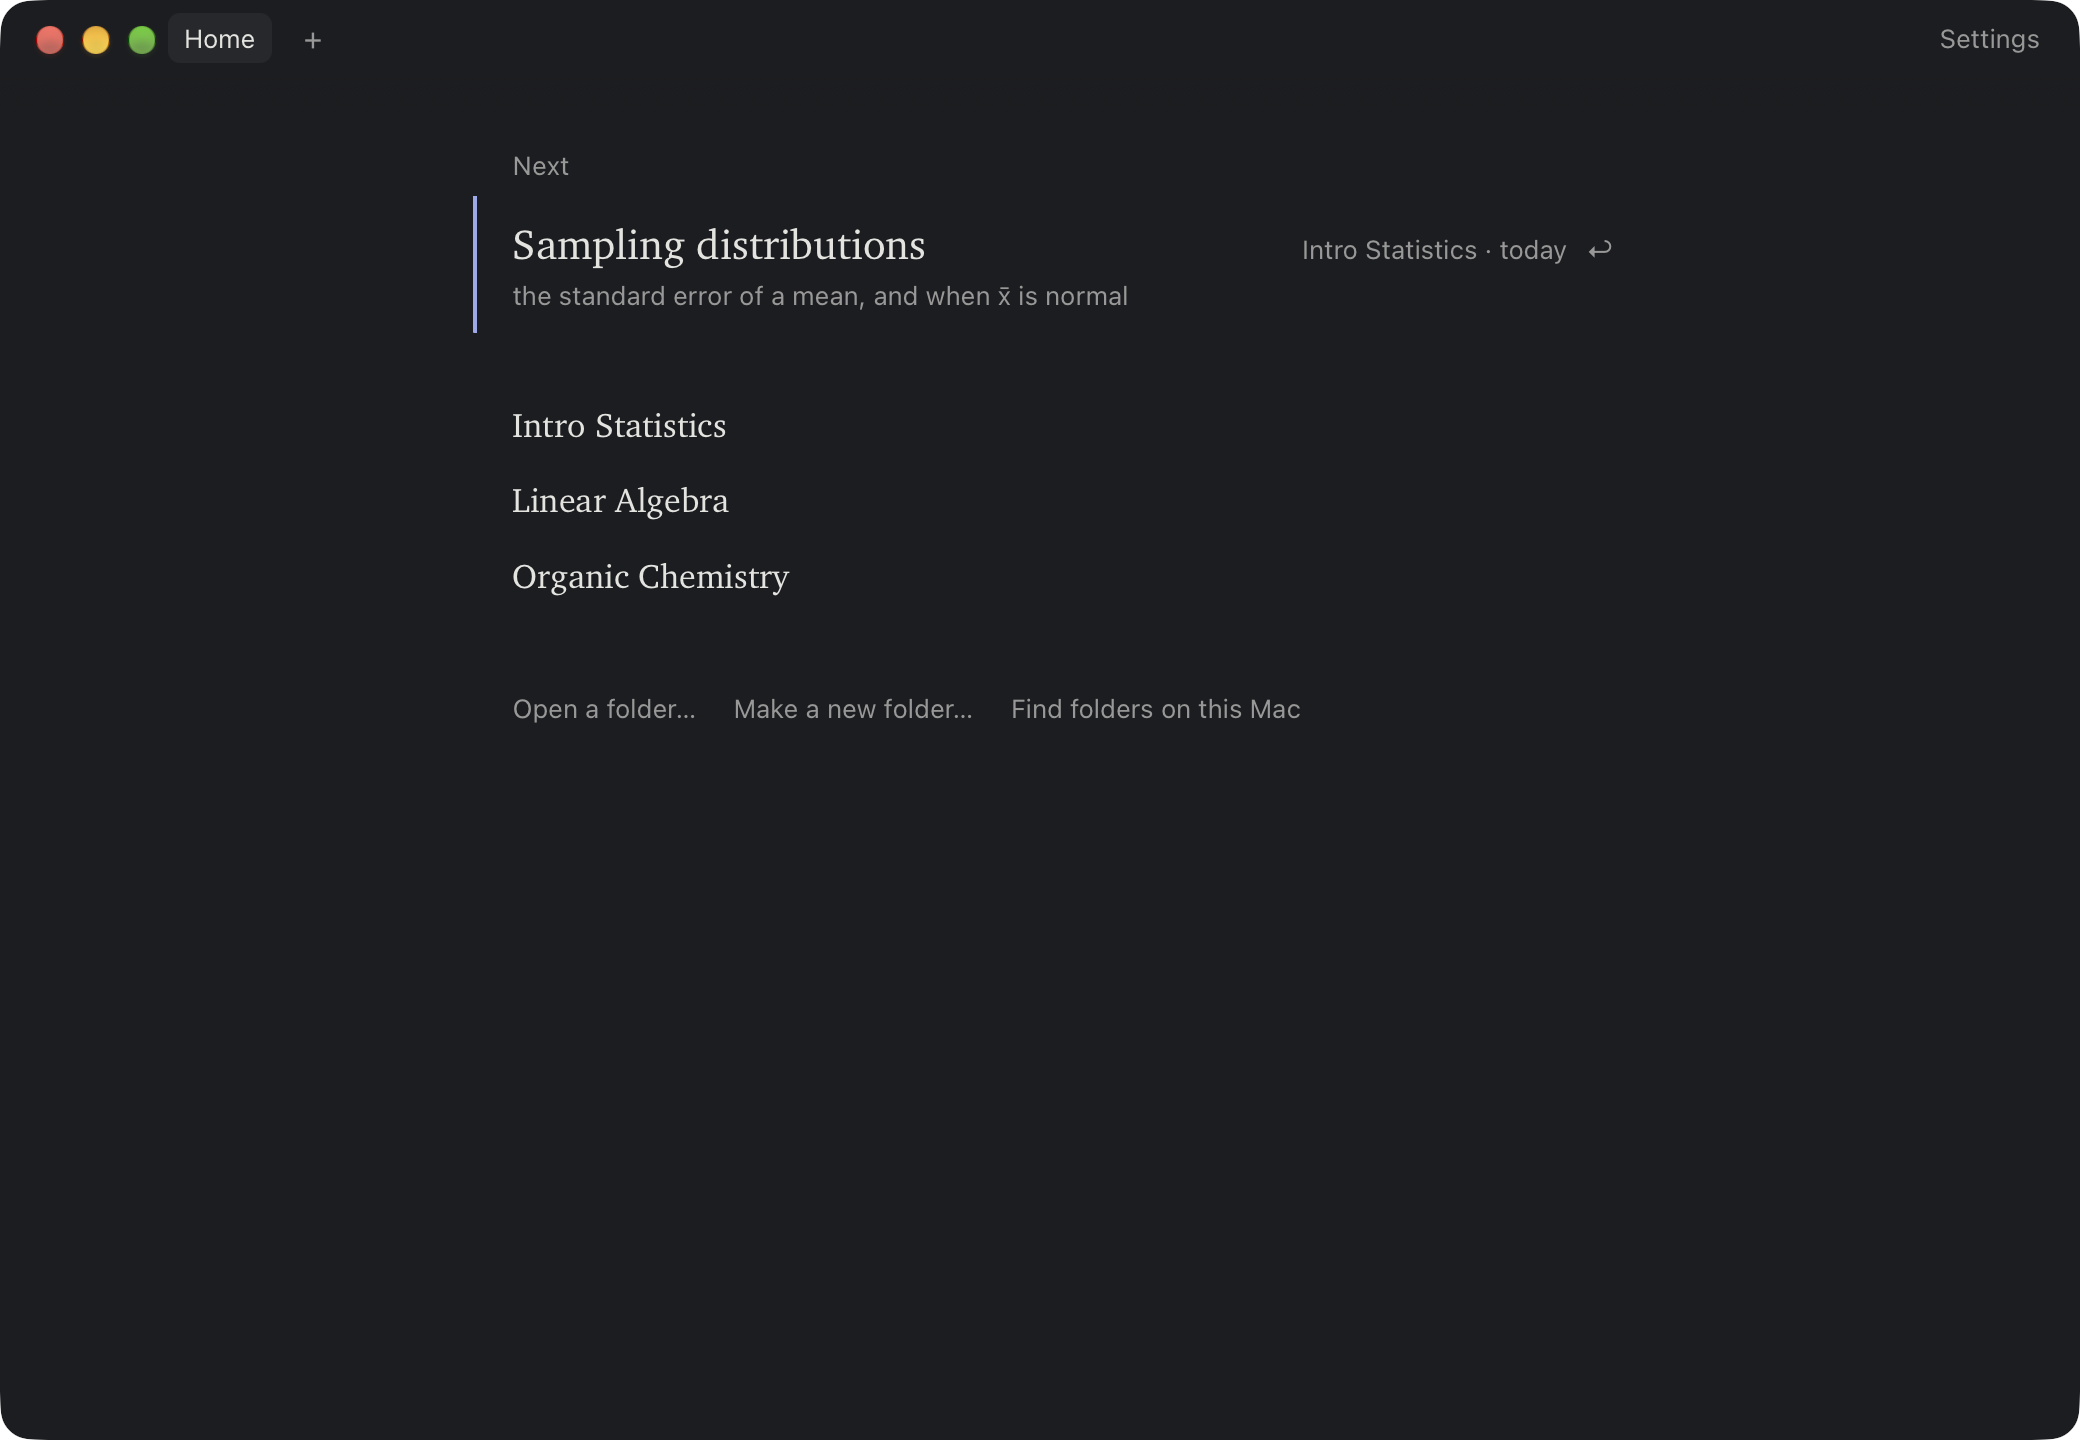 Home + Settings
Next
Sampling distributions
Intro Statistics · today ↩
the standard error of a mean, and when x̄ is normal
Intro Statistics
Linear Algebra
Organic Chemistry
Open a folder... Make a new folder... Find folders on this Mac